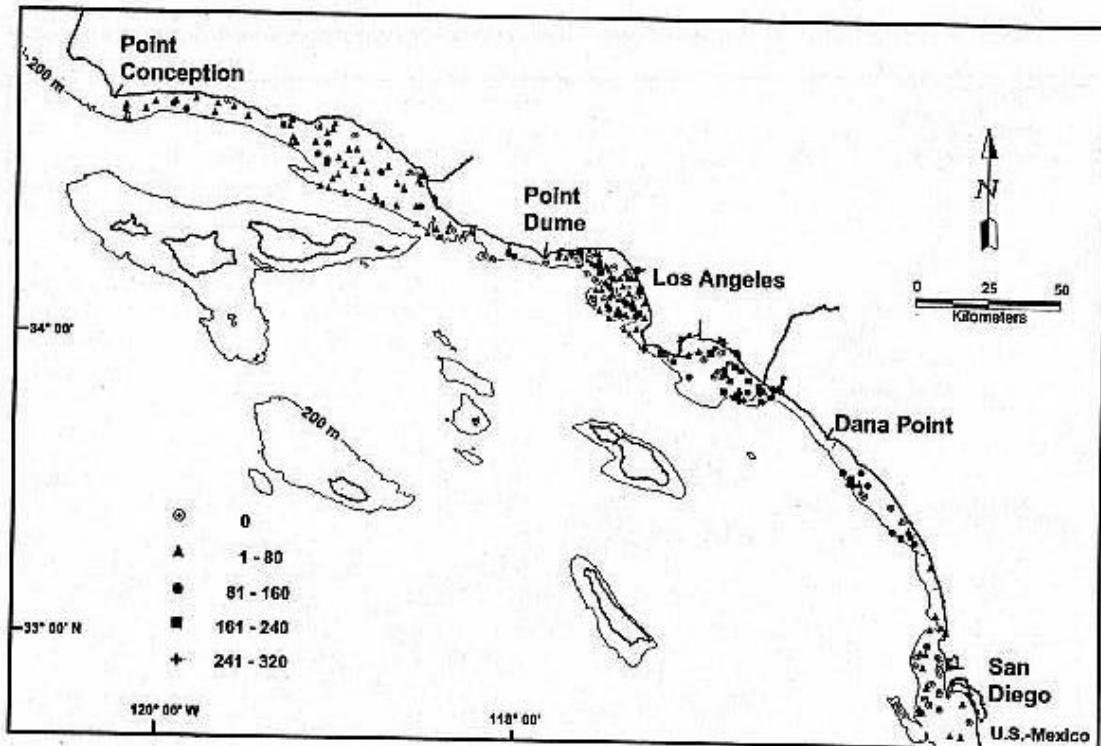 Point
Conception
-200 m
Point
Dume
N
Los Angeles
0 25 50
Kilometers
34° 00'
200 m
Dana Point
0
1 - 80
81 - 160
161 - 240
241 - 320
33° 00' N
San
Diego
120° 00' W
118° 00'
U.S.-Mexico